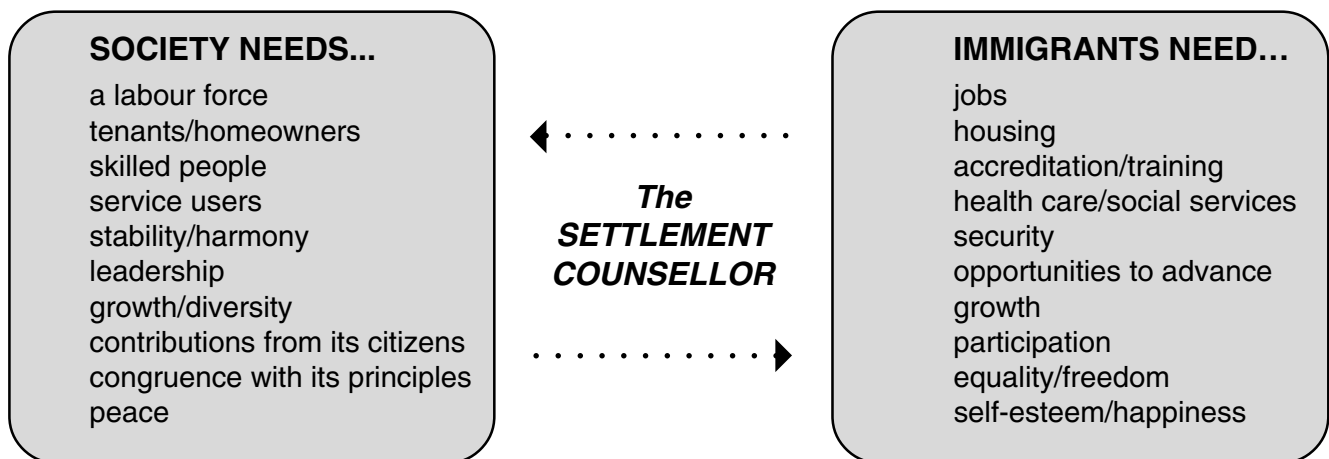 SOCIETY NEEDS...
a labour force
tenants/homeowners
skilled people
service users
stability/harmony
leadership
growth/diversity
contributions from its citizens
congruence with its principles
peace
The
SETTLEMENT
COUNSELLOR
IMMIGRANTS NEED…
jobs
housing
accreditation/training
health care/social services
security
opportunities to advance
growth
participation
equality/freedom
self-esteem/happiness